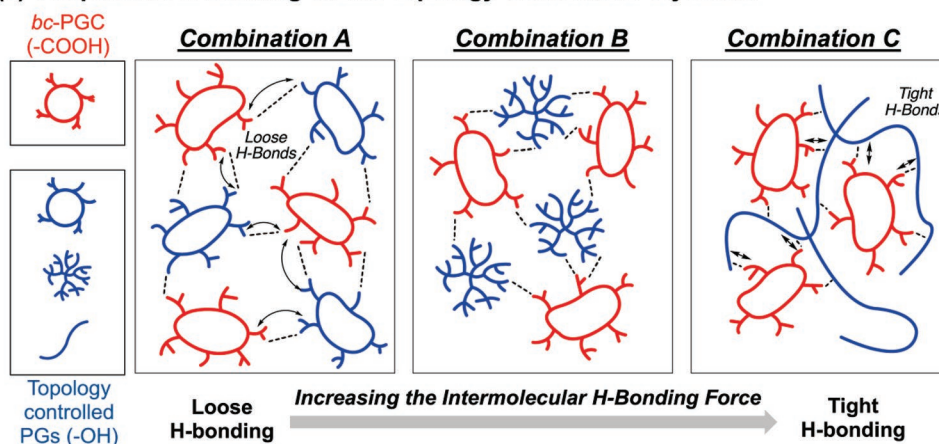 bc-PGC
(-COOH)
Combination A
Combination B
Combination C
Loose
H-Bonds
Tight
H-Bonds
Topology
controlled
PGs (-OH)
Loose
H-bonding
Increasing the Intermolecular H-Bonding Force
Tight
H-bonding